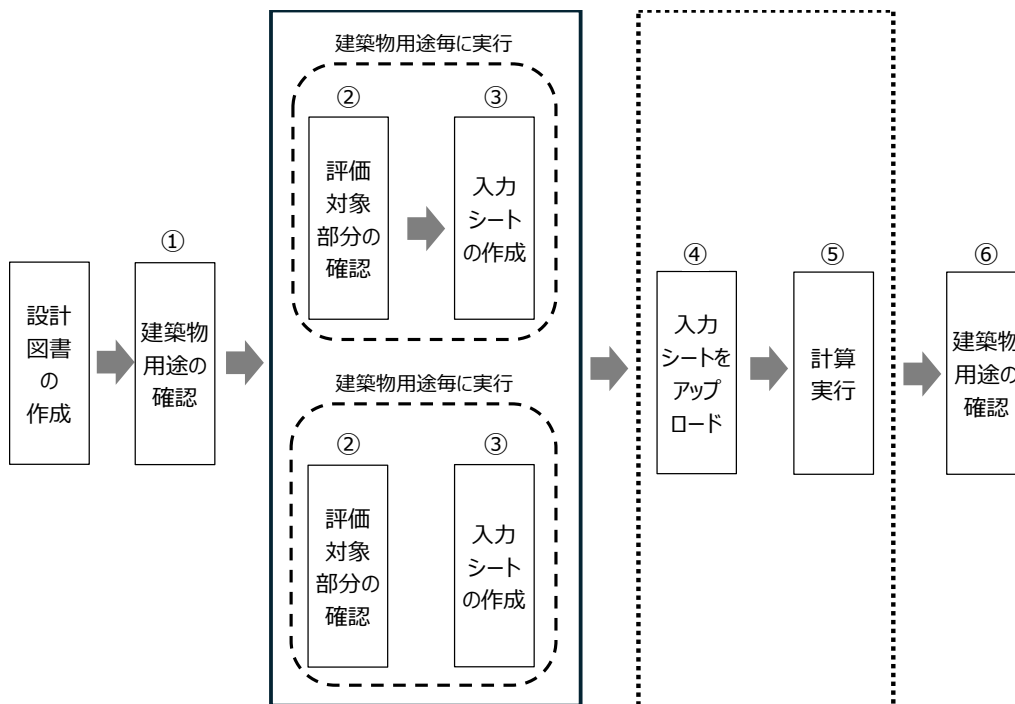 設計
図書
の
作成
①
建築物
用途の
確認
建築物用途毎に実行
②
評価
対象
部分の
確認
③
入力
シート
の作成
建築物用途毎に実行
②
評価
対象
部分の
確認
③
入力
シート
の作成
④
入力
シートを
アップ
ロード
⑤
計算
実行
⑥
建築物
用途の
確認